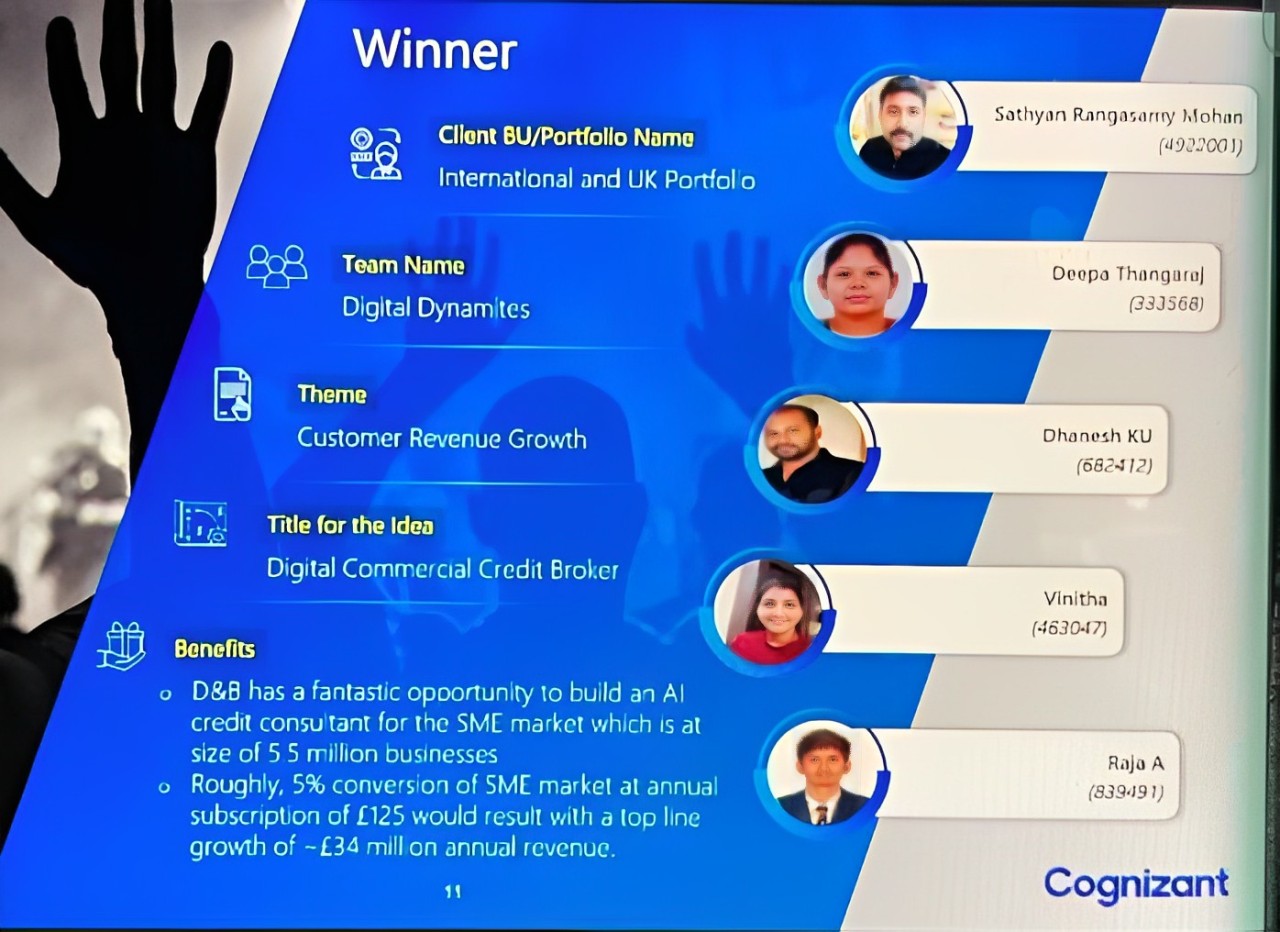 Winner
Client BU/Portfolio Name
International and UK Portfolio
Team Name
Digital Dynamites
Theme
Customer Revenue Growth
Title for the Idea
Digital Commercial Credit Broker
Benefits
D&B has a fantastic opportunity to build an AI
credit consultant for the SME market which is at
size of 5.5 million businesses
Roughly, 5% conversion of SME market at annual
subscription of £125 would result with a top line
growth of ~£34 million annual revenue.
11
Sathyan Rangasamy Mohan
Deepa Thangaraj
(333568)
Dhanesh KU
(682412)
Vinitha
(463047)
Raja A
(839491)
Cognizant